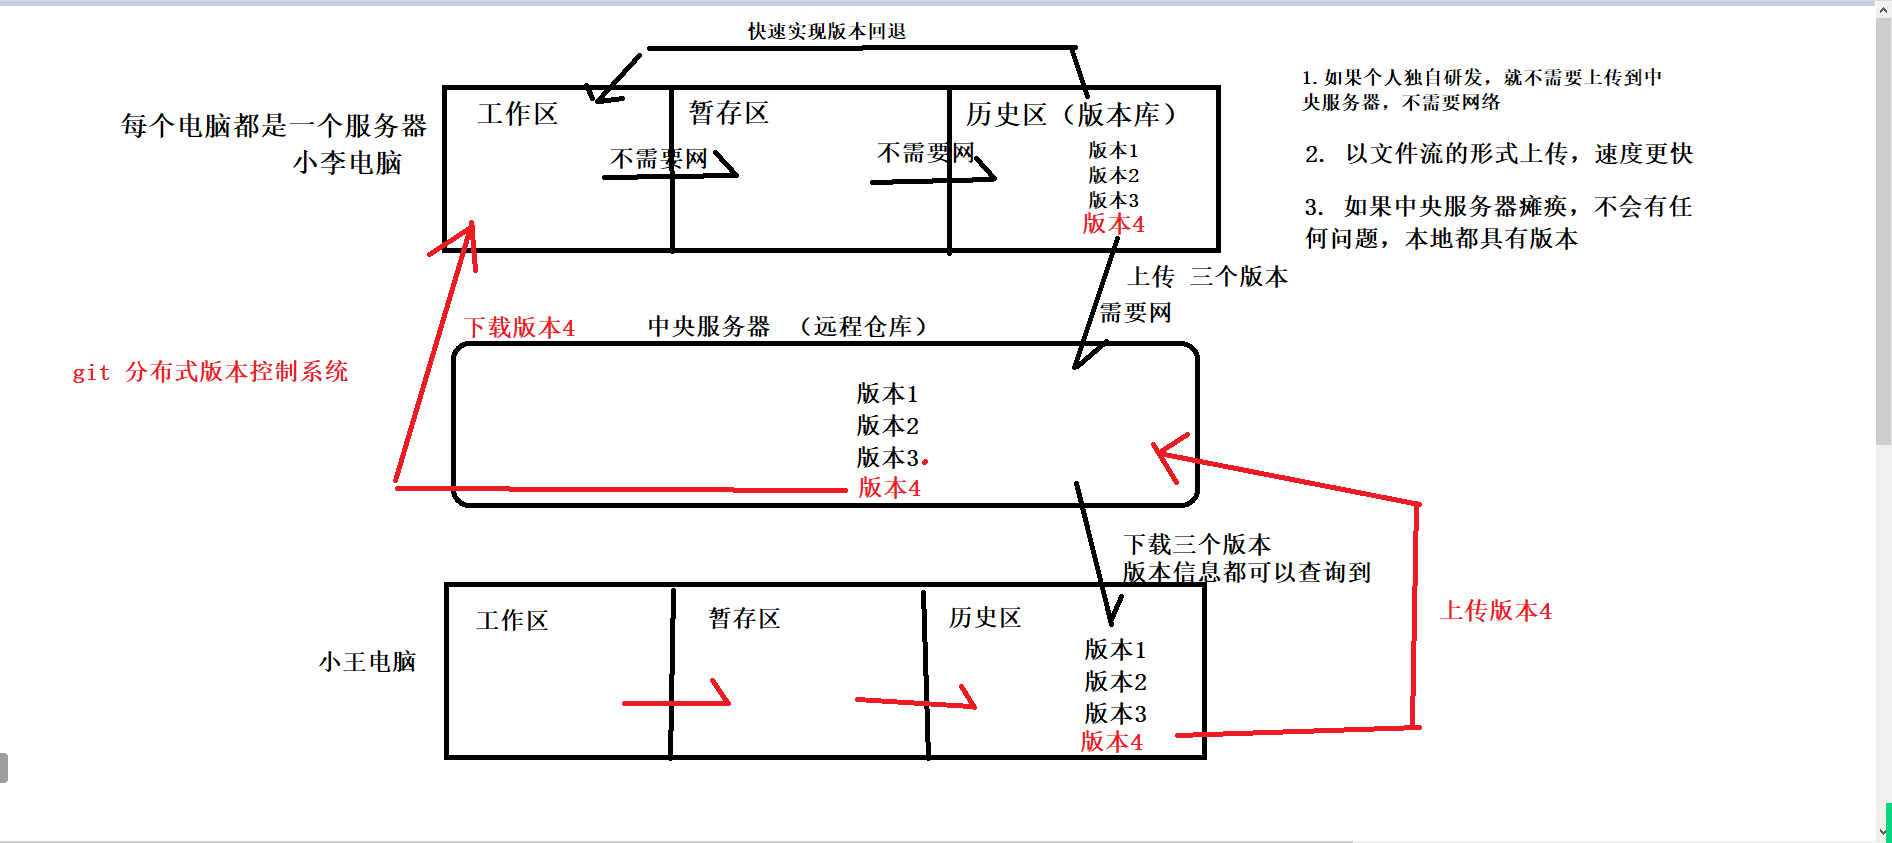 快速实现版本回退
每个电脑都是一个服务器
小李电脑
工作区
暂存区
历史区（版本库）
不需要网
不需要网
版本1
版本2
版本3
版本4
1.如果个人独自研发，就不需要上传到中
央服务器，不需要网络
2. 以文件流的形式上传，速度更快
3. 如果中央服务器瘫痪，不会有任
何问题，本地都具有版本
上传 三个版本
需要网
下载版本4
中央服务器 （远程仓库）
git 分布式版本控制系统
版本1
版本2
版本3
版本4
下载三个版本
版本信息都可以查询到
上传版本4
小王电脑
工作区
暂存区
历史区
版本1
版本2
版本3
版本4